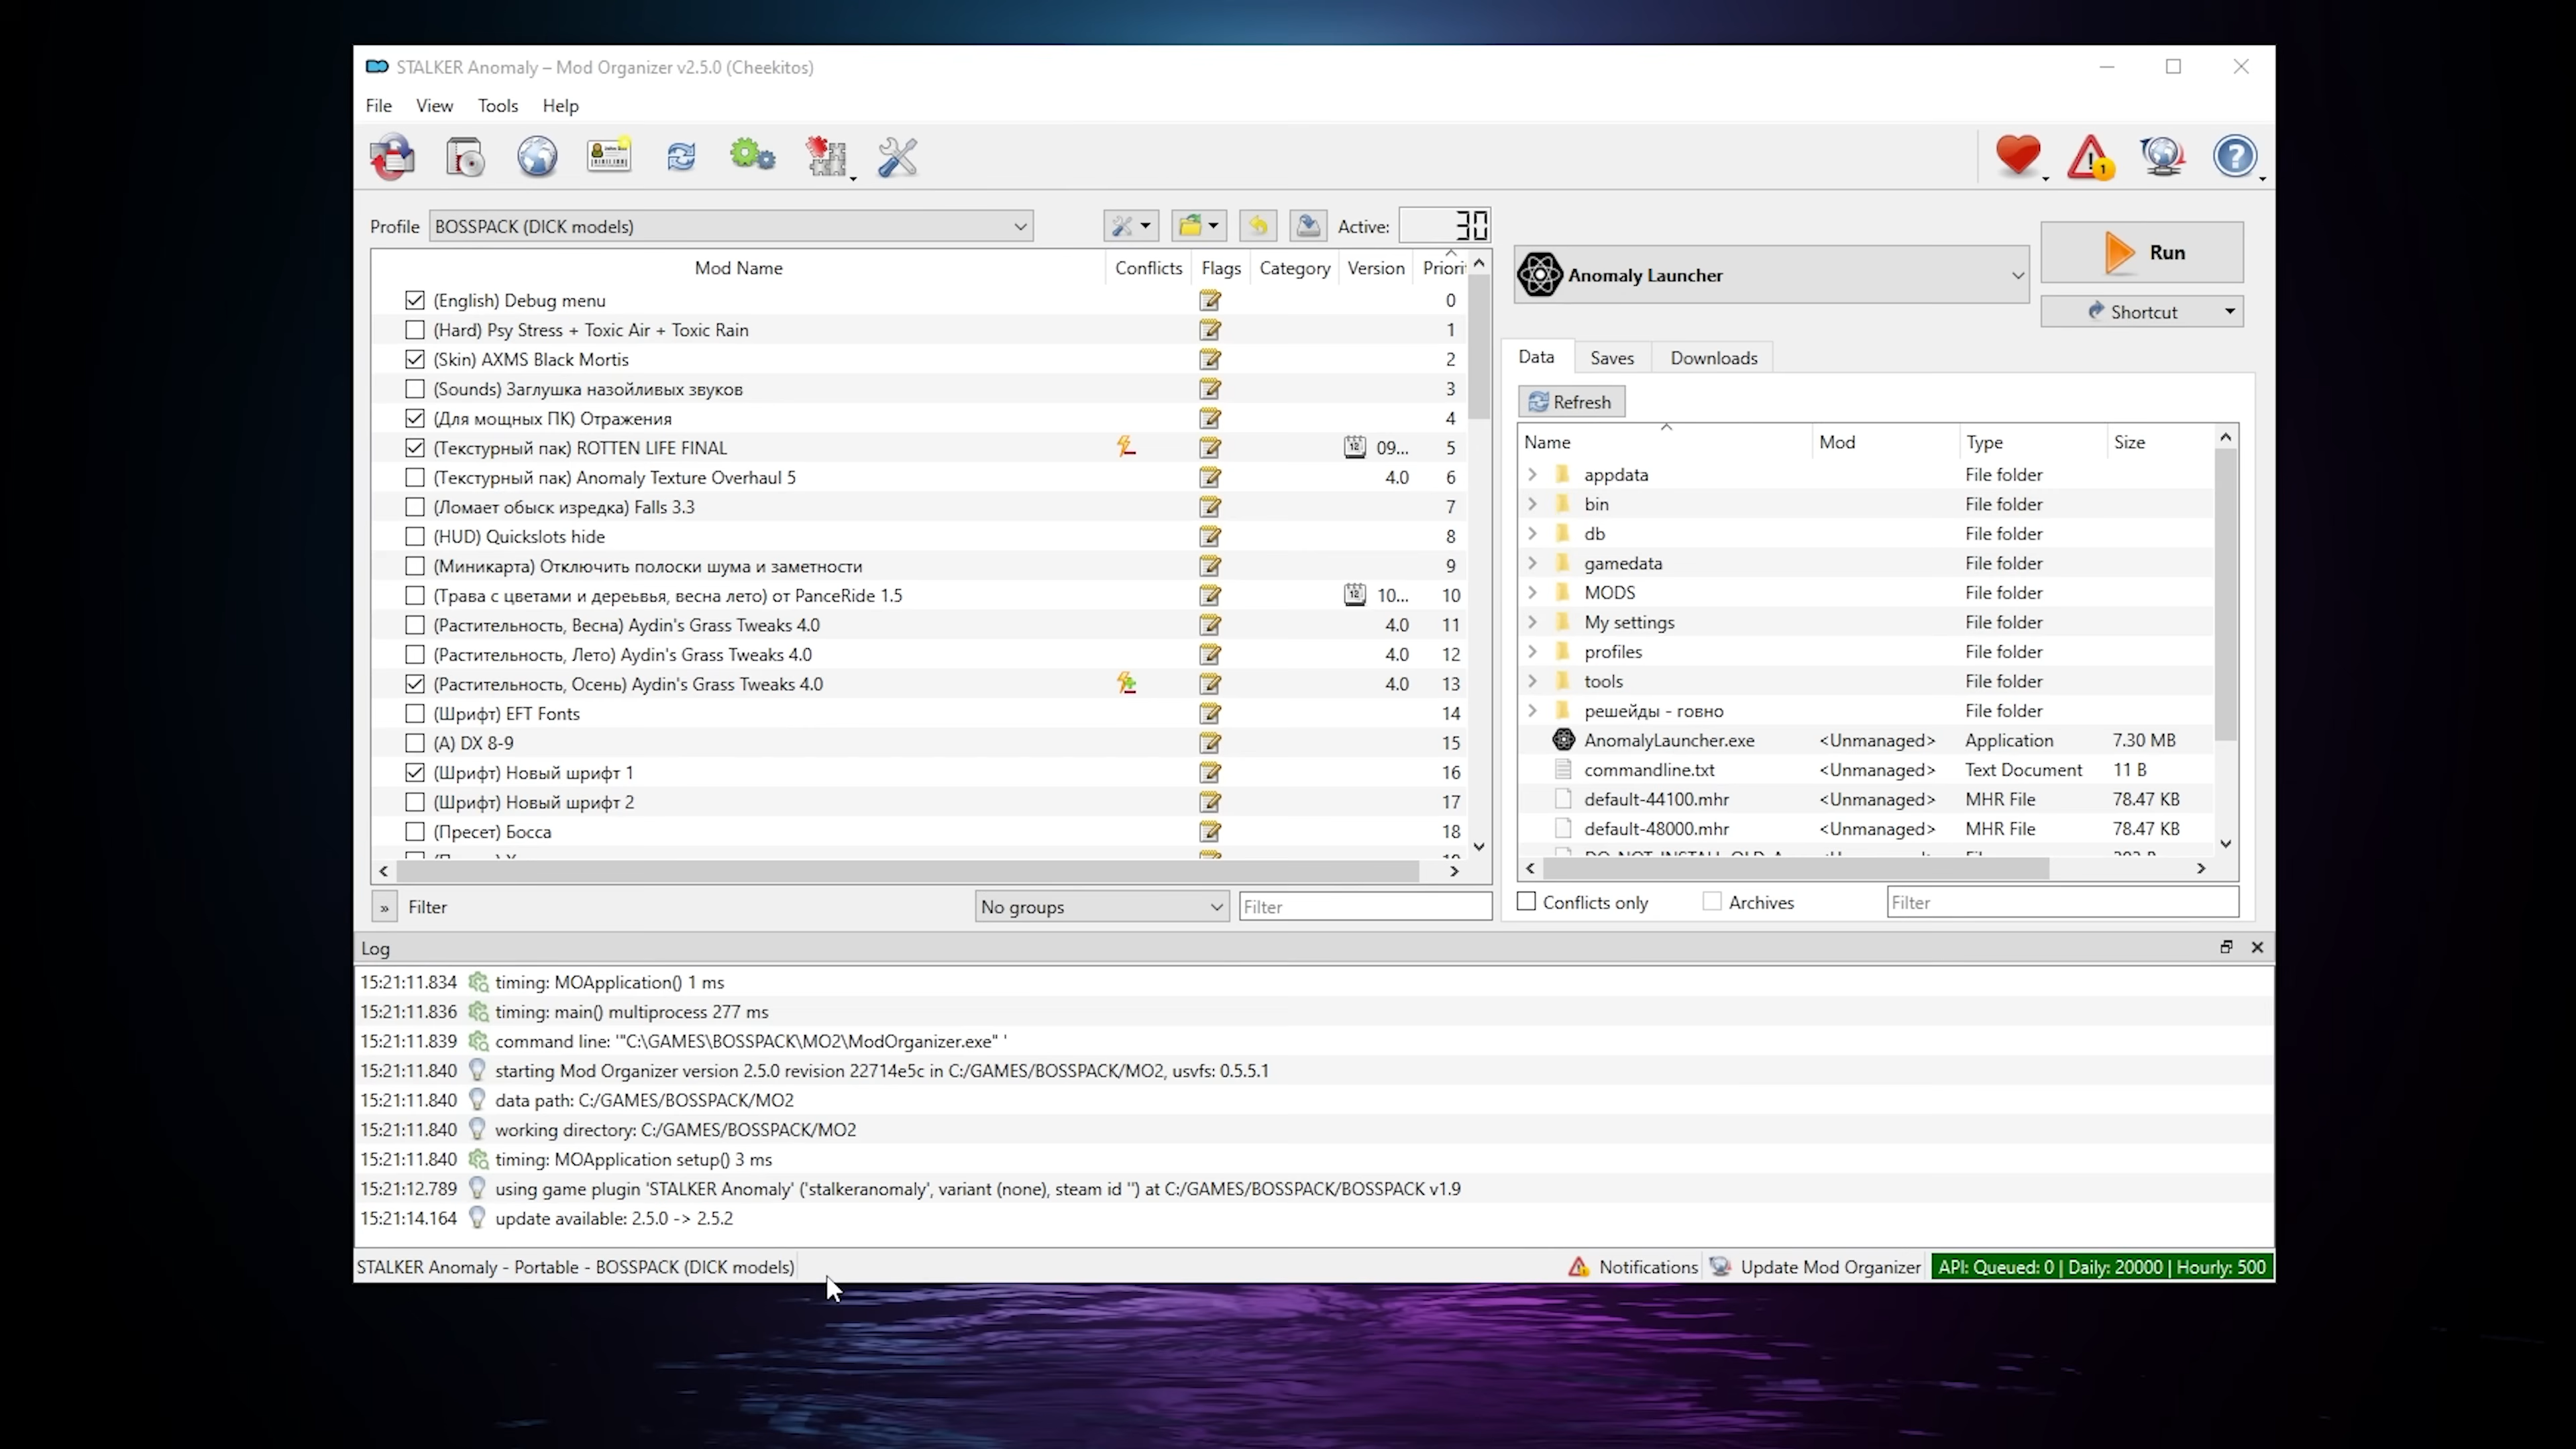 STALKER Anomaly – Mod Organizer v2.5.0 (Cheekitos)
File View Tools Help
Profile BOSSPACK (DICK models) Active: 30
Mod Name Conflicts Flags Category Version Priori
(English) Debug menu 0
(Hard) Psy Stress + Toxic Air + Toxic Rain 1
(Skin) AXMS Black Mortis 2
(Sounds) Заглушка назойливых звуков 3
(Для мощных ПК) Отражения 4
(Текстурный пак) ROTTEN LIFE FINAL 09... 5
(Текстурный пак) Anomaly Texture Overhaul 5 4.0 6
(Ломает обыск изредка) Falls 3.3 7
(HUD) Quickslots hide 8
(Миникарта) Отключить полоски шума и заметности 9
(Трава с цветами и деревья, весна лето) от PanceRide 1.5 10... 10
(Растительность, Весна) Aydin's Grass Tweaks 4.0 4.0 11
(Растительность, Лето) Aydin's Grass Tweaks 4.0 4.0 12
(Растительность, Осень) Aydin's Grass Tweaks 4.0 4.0 13
(Шрифт) EFT Fonts 14
(A) DX 8-9 15
(Шрифт) Новый шрифт 1 16
(Шрифт) Новый шрифт 2 17
(Пресет) Босса 18
» Filter No groups Filter
Anomaly Launcher
Run
Shortcut
Data Saves Downloads
Refresh
Name Mod Type Size
appdata File folder
bin File folder
db File folder
gamedata File folder
MODS File folder
My settings File folder
profiles File folder
tools File folder
решейды - говно File folder
AnomalyLauncher.exe <Unmanaged> Application 7.30 MB
commandline.txt <Unmanaged> Text Document 11 B
default-44100.mhr <Unmanaged> MHR File 78.47 KB
default-48000.mhr <Unmanaged> MHR File 78.47 KB
Conflicts only Archives Filter
Log
15:21:11.834 timing: MOApplication() 1 ms
15:21:11.836 timing: main() multiprocess 277 ms
15:21:11.839 command line: '"C:\GAMES\BOSSPACK\MO2\ModOrganizer.exe" '
15:21:11.840 starting Mod Organizer version 2.5.0 revision 22714e5c in C:/GAMES/BOSSPACK/MO2, usvfs: 0.5.5.1
15:21:11.840 data path: C:/GAMES/BOSSPACK/MO2
15:21:11.840 working directory: C:/GAMES/BOSSPACK/MO2
15:21:11.840 timing: MOApplication setup() 3 ms
15:21:12.789 using game plugin 'STALKER Anomaly' ('stalkeranomaly', variant (none), steam id '') at C:/GAMES/BOSSPACK/BOSSPACK v1.9
15:21:14.164 update available: 2.5.0 -> 2.5.2
STALKER Anomaly - Portable - BOSSPACK (DICK models) Notifications Update Mod Organizer API: Queued: 0 | Daily: 20000 | Hourly: 500